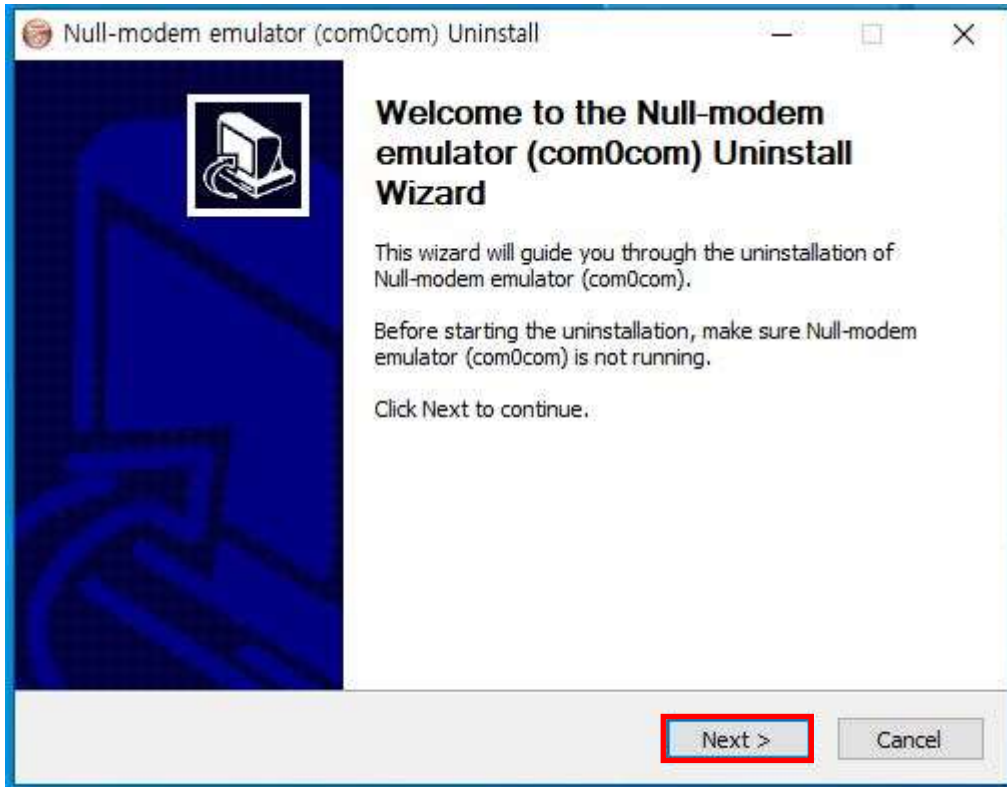 Null-modem emulator (com0com) Uninstall
Welcome to the Null-modem
emulator (com0com) Uninstall
Wizard
This wizard will guide you through the uninstallation of
Null-modem emulator (com0com).
Before starting the uninstallation, make sure Null-modem
emulator (com0com) is not running.
Click Next to continue.
Next >
Cancel